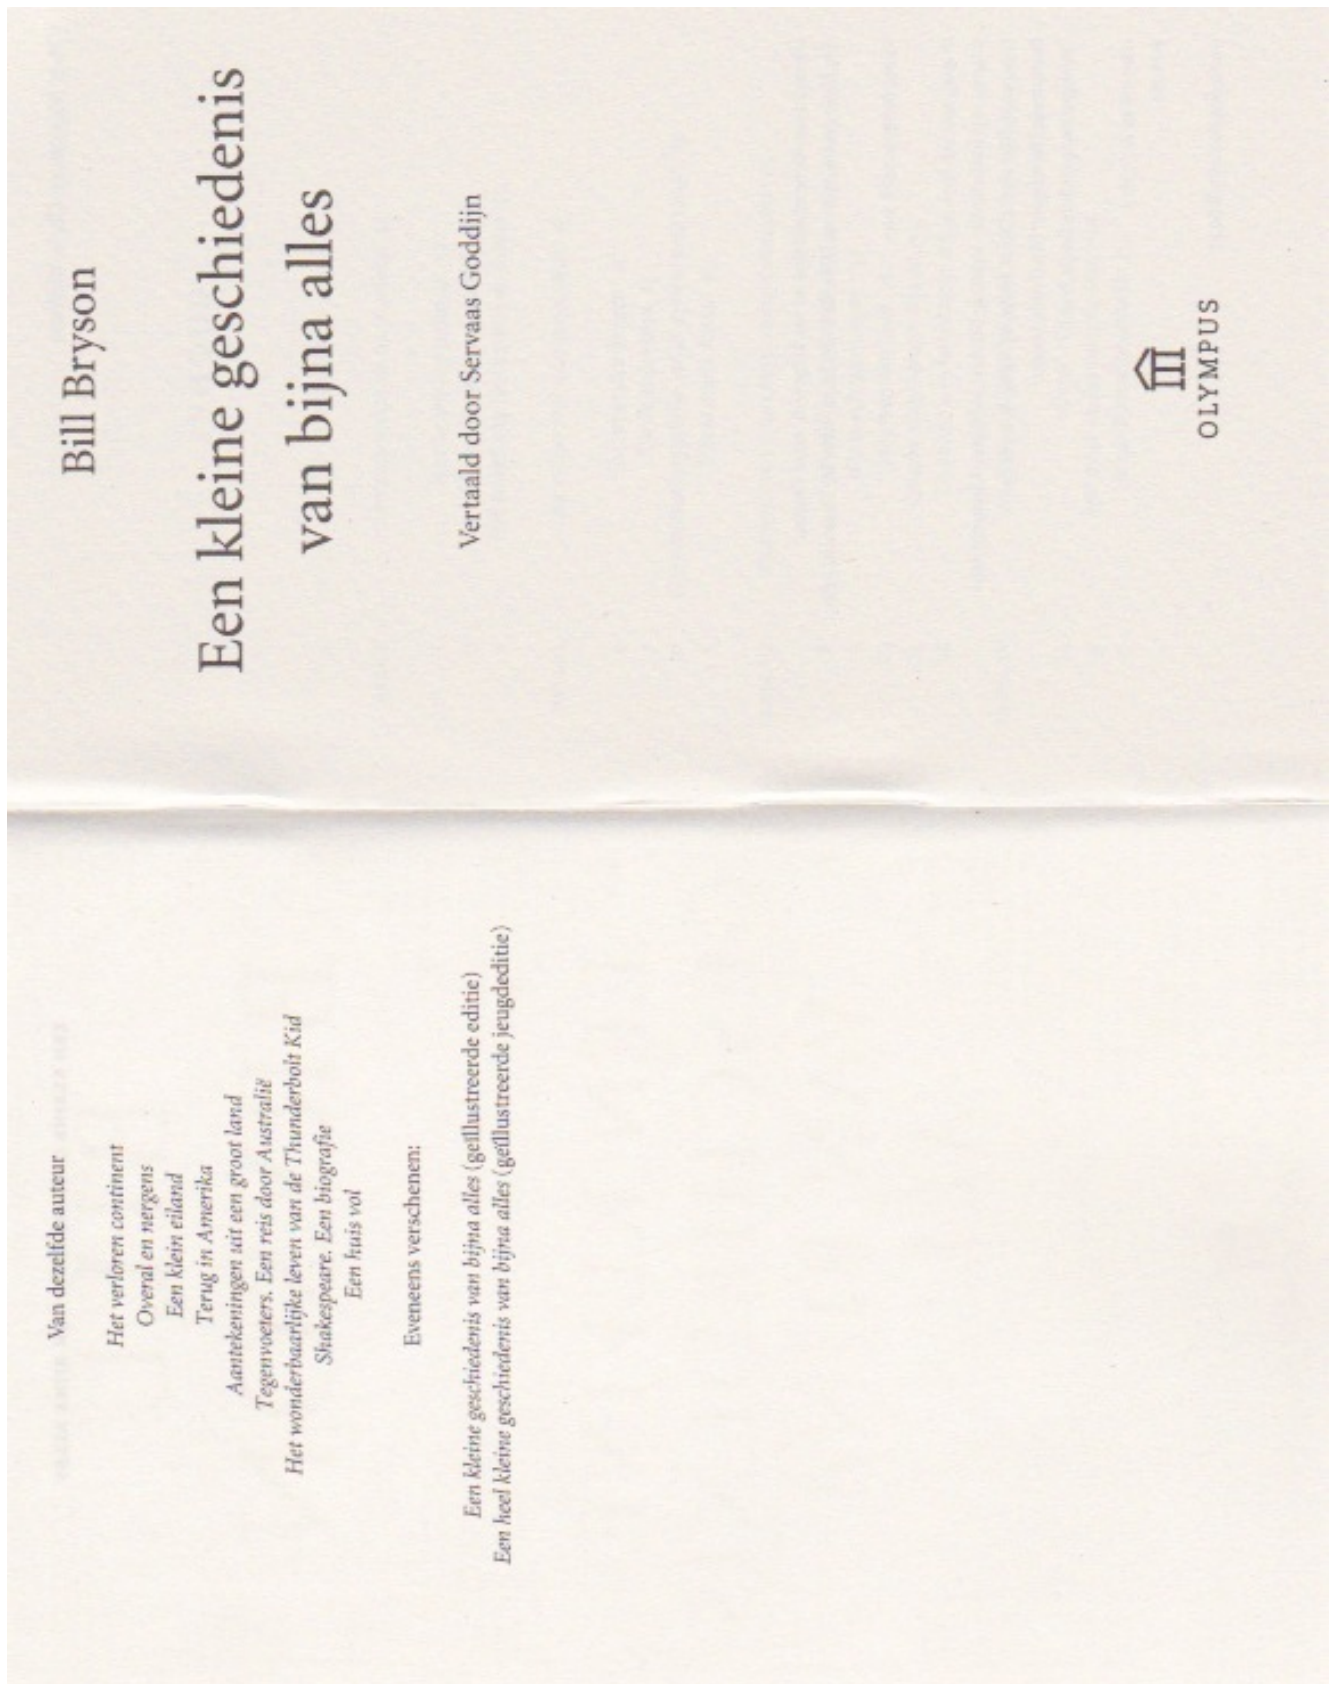 Van dezelfde auteur
Het verloren continent
Overal en nergens
Een klein eiland
Terug in Amerika
Aantekeningen uit een groot land
Tegenvoeters. Een reis door Australië
Het wonderbaarlijke leven van de Thunderbolt Kid
Shakespeare. Een biografie
Een huis vol
Eveneens verschenen:
Een kleine geschiedenis van bijna alles (geïllustreerde editie)
Een heel kleine geschiedenis van bijna alles (geïllustreerde jeugdeditie)
Bill Bryson
Een kleine geschiedenis
van bijna alles
Vertaald door Servaas Goddijn
OLYMPUS